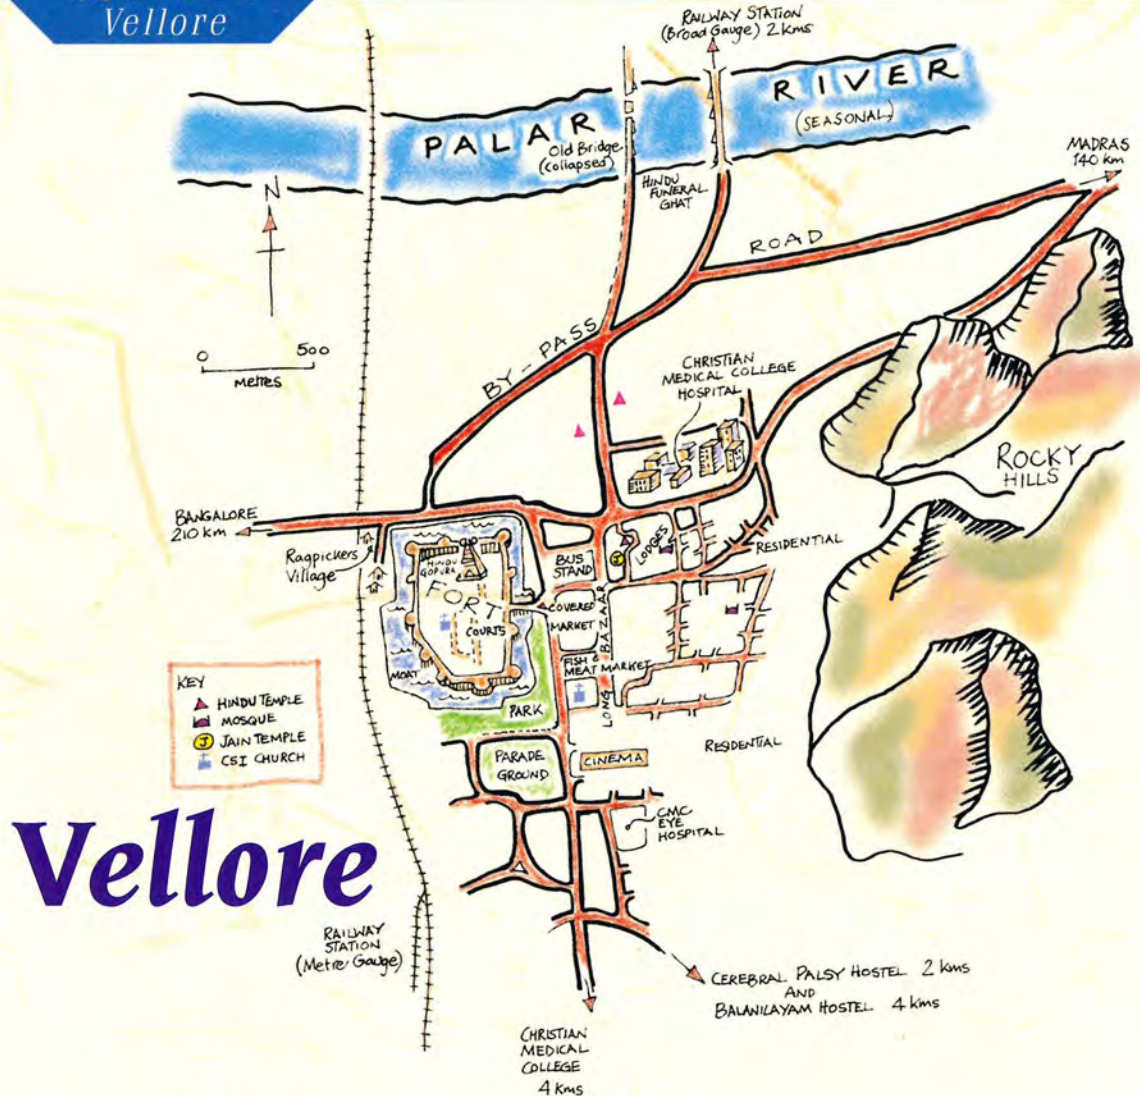 Vellore
RAILWAY STATION
(Broad Gauge) 2 kms
PALAR
RIVER
(SEASONAL)
Old Bridge
(collapsed)
HINDU
FUNERAL
GHAT
MADRAS
140 km
N
ROAD
BY-PASS
0 500
METRES
CHRISTIAN
MEDICAL COLLEGE
HOSPITAL
ROCKY
HILLS
BANGALORE
210 km
Ragpickers
Village
HINDU
GOPURA
FORT
COURTS
MOAT
BUS
STAND
J
LODGES
RESIDENTIAL
COVERED
MARKET
LONG BAZAAR
FISH &
MEAT MARKET
PARK
KEY
HINDU TEMPLE
MOSQUE
J JAIN TEMPLE
CSI CHURCH
RESIDENTIAL
PARADE
GROUND
CINEMA
CMC
EYE
HOSPITAL
Vellore
RAILWAY
STATION
(Metre Gauge)
CEREBRAL PALSY HOSTEL 2 kms
AND
BALANILAYAM HOSTEL 4 kms
CHRISTIAN
MEDICAL
COLLEGE
4 kms